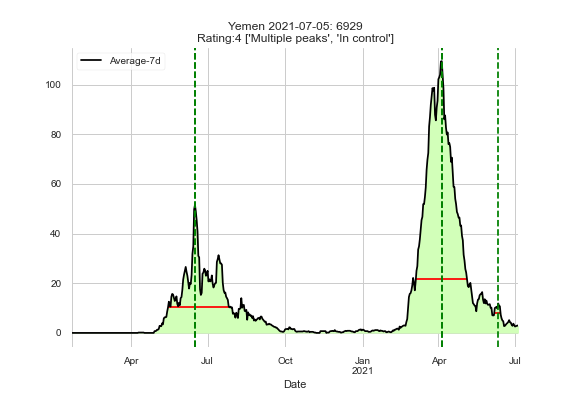 Yemen 2021-07-05: 6929
Rating:4 ['Multiple peaks', 'In control']
Average-7d
100
80
60
40
20
0
Apr Jul Oct Jan Apr Jul
2021
Date